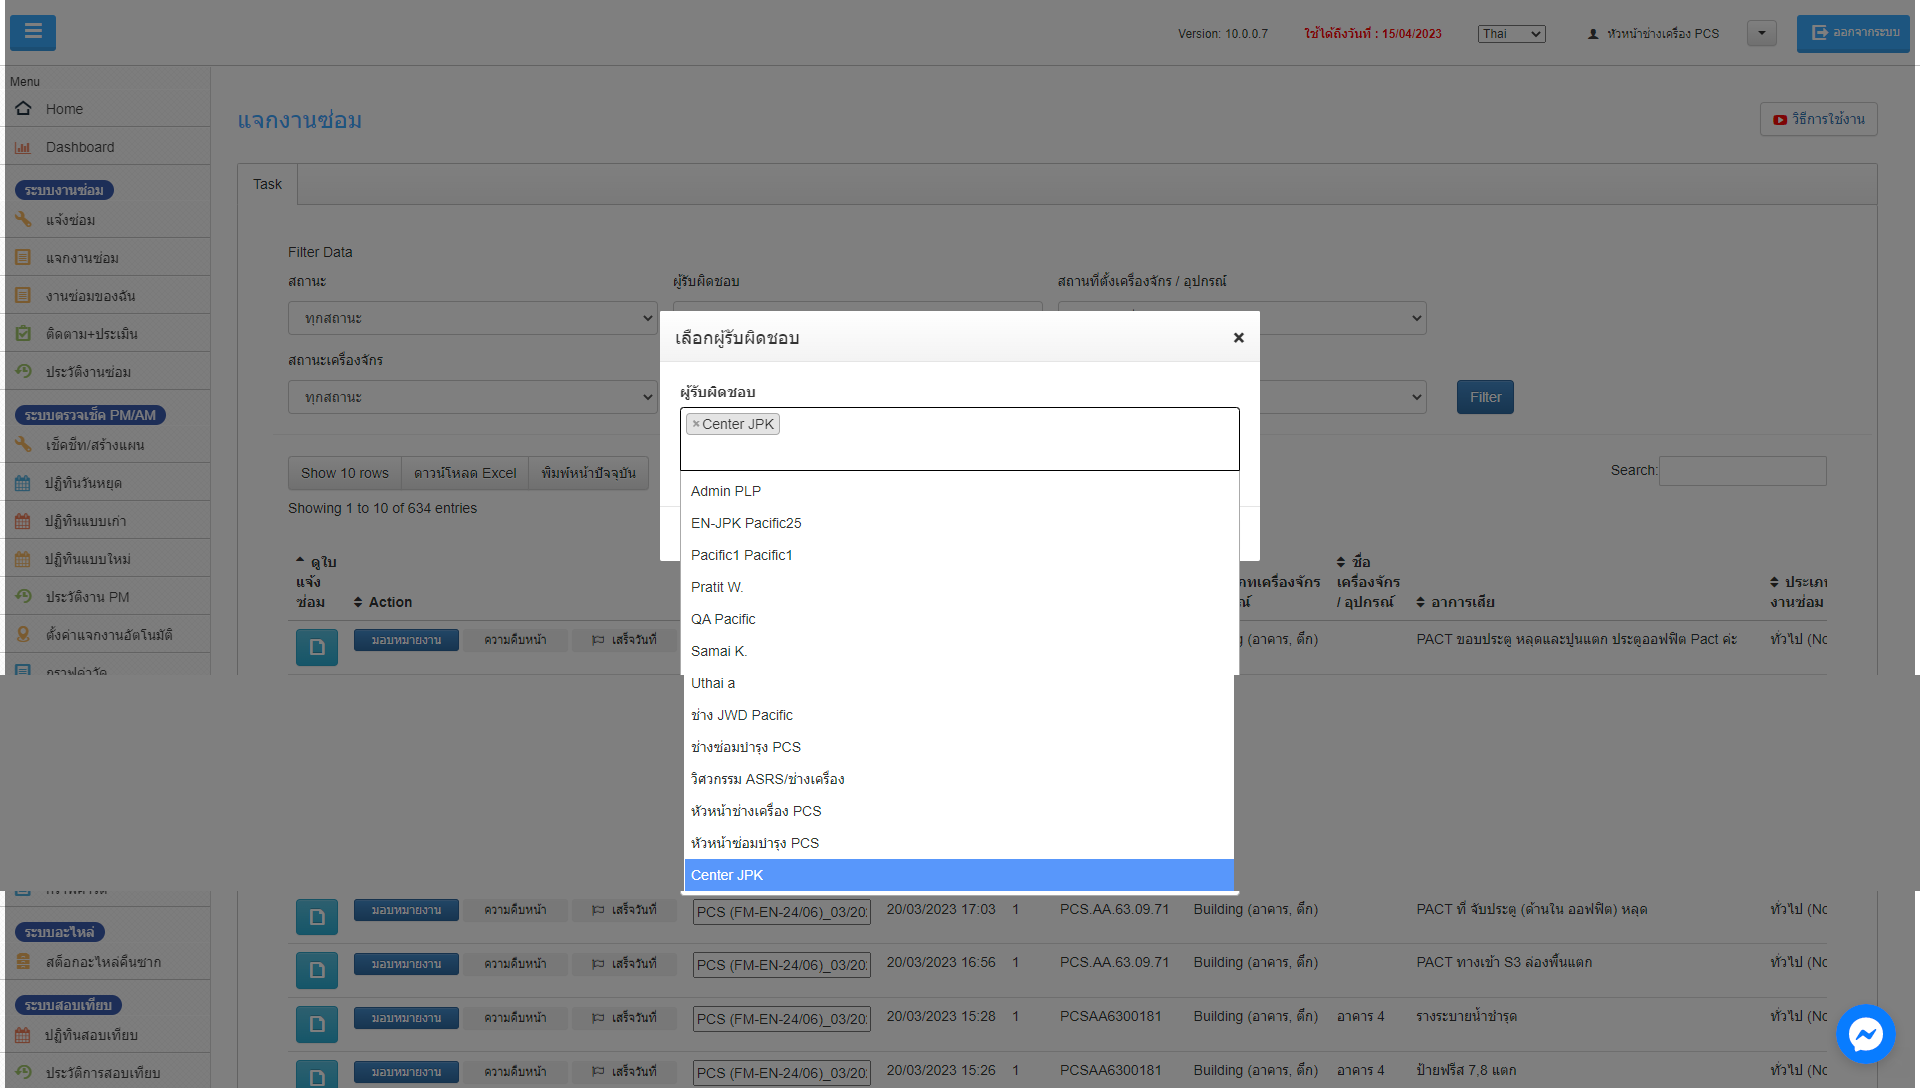 Version: 10.0.0.7
ใช้ได้ถึงวันที่ : 15/04/2023
Thai
หัวหน้าช่างเครื่อง PCS
ออกจากระบบ
Menu
Home
Dashboard
ระบบงานซ่อม
แจ้งซ่อม
แจกงานซ่อม
งานซ่อมของฉัน
ติดตาม+ประเมิน
ประวัติงานซ่อม
ระบบตรวจเช็ค PM/AM
เช็คชีท/สร้างแผน
ปฏิทินวันหยุด
ปฏิทินแบบเก่า
ปฏิทินแบบใหม่
ประวัติงาน PM
ตั้งค่าแจกงานอัตโนมัติ
ระบบอะไหล่
สต็อกอะไหล่คืนซาก
ระบบสอบเทียบ
ปฏิทินสอบเทียบ
ประวัติการสอบเทียบ
แจกงานซ่อม
วิธีการใช้งาน
Task
Filter Data
สถานะ
ผู้รับผิดชอบ
สถานที่ตั้งเครื่องจักร / อุปกรณ์
ทุกสถานะ
สถานะเครื่องจักร
ทุกสถานะ
Filter
Show 10 rows
ดาวน์โหลด Excel
พิมพ์หน้าปัจจุบัน
Search:
Showing 1 to 10 of 634 entries
เลือกผู้รับผิดชอบ
×
ผู้รับผิดชอบ
× Center JPK
Admin PLP
EN-JPK Pacific25
Pacific1 Pacific1
Pratit W.
QA Pacific
Samai K.
Uthai a
ช่าง JWD Pacific
ช่างซ่อมบำรุง PCS
วิศวกรรม ASRS/ช่างเครื่อง
หัวหน้าช่างเครื่อง PCS
หัวหน้าซ่อมบำรุง PCS
Center JPK
ดูใบแจ้งซ่อม
Action
ชื่อเครื่องจักร / อุปกรณ์
อาการเสีย
งานซ่อม
มอบหมายงาน ความคืบหน้า เสร็จวันที่ (อาคาร, ตึก) PACT ขอบประตู หลุดและปูนแตก ประตูออฟฟิต Pact ค่ะ ทั่วไป (Nc
มอบหมายงาน ความคืบหน้า เสร็จวันที่ PCS (FM-EN-24/06)_03/20 20/03/2023 17:03 1 PCS.AA.63.09.71 Building (อาคาร, ตึก) PACT ที่ จับประตู (ด้านใน ออฟฟิต) หลุด ทั่วไป (Nc
มอบหมายงาน ความคืบหน้า เสร็จวันที่ PCS (FM-EN-24/06)_03/20 20/03/2023 16:56 1 PCS.AA.63.09.71 Building (อาคาร, ตึก) PACT ทางเข้า S3 ล่องพื้นแตก ทั่วไป (Nc
มอบหมายงาน ความคืบหน้า เสร็จวันที่ PCS (FM-EN-24/06)_03/20 20/03/2023 15:28 1 PCSAA6300181 Building (อาคาร, ตึก) อาคาร 4 รางระบายน้ำชำรุด ทั่วไป (Nc
มอบหมายงาน ความคืบหน้า เสร็จวันที่ PCS (FM-EN-24/06)_03/20 20/03/2023 15:26 1 PCSAA6300181 Building (อาคาร, ตึก) อาคาร 4 ป้ายฟรีส 7,8 แตก ทั่วไป (Nc